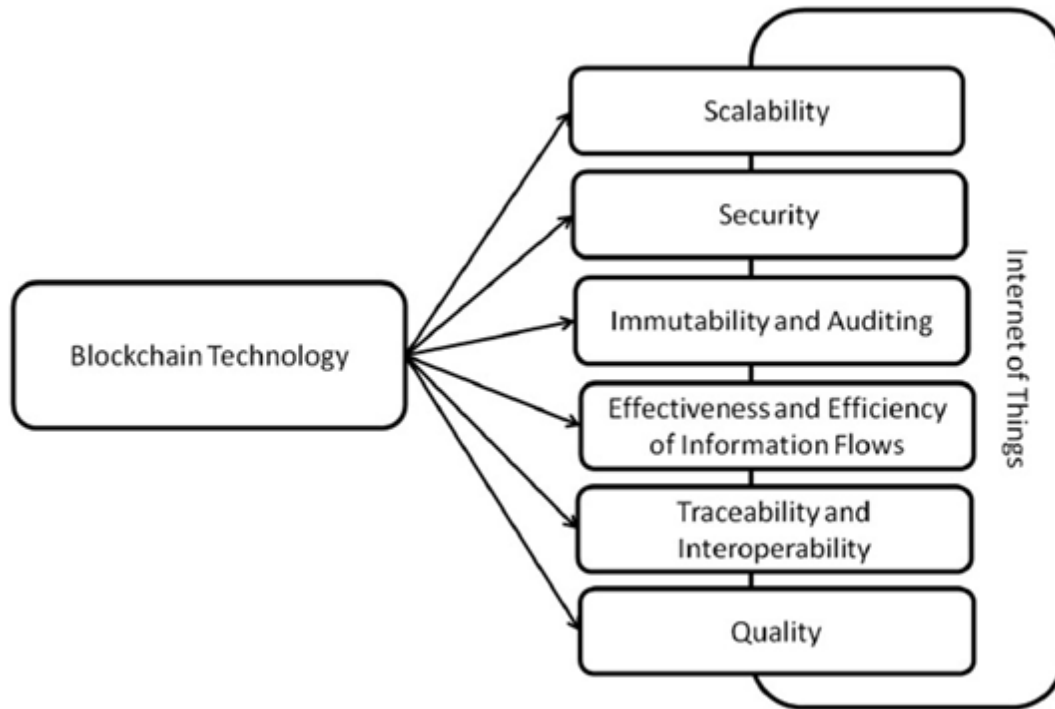 Blockchain Technology
Scalability
Security
Immutability and Auditing
Effectiveness and Efficiency
of Information Flows
Traceability and
Interoperability
Quality
Internet of Things